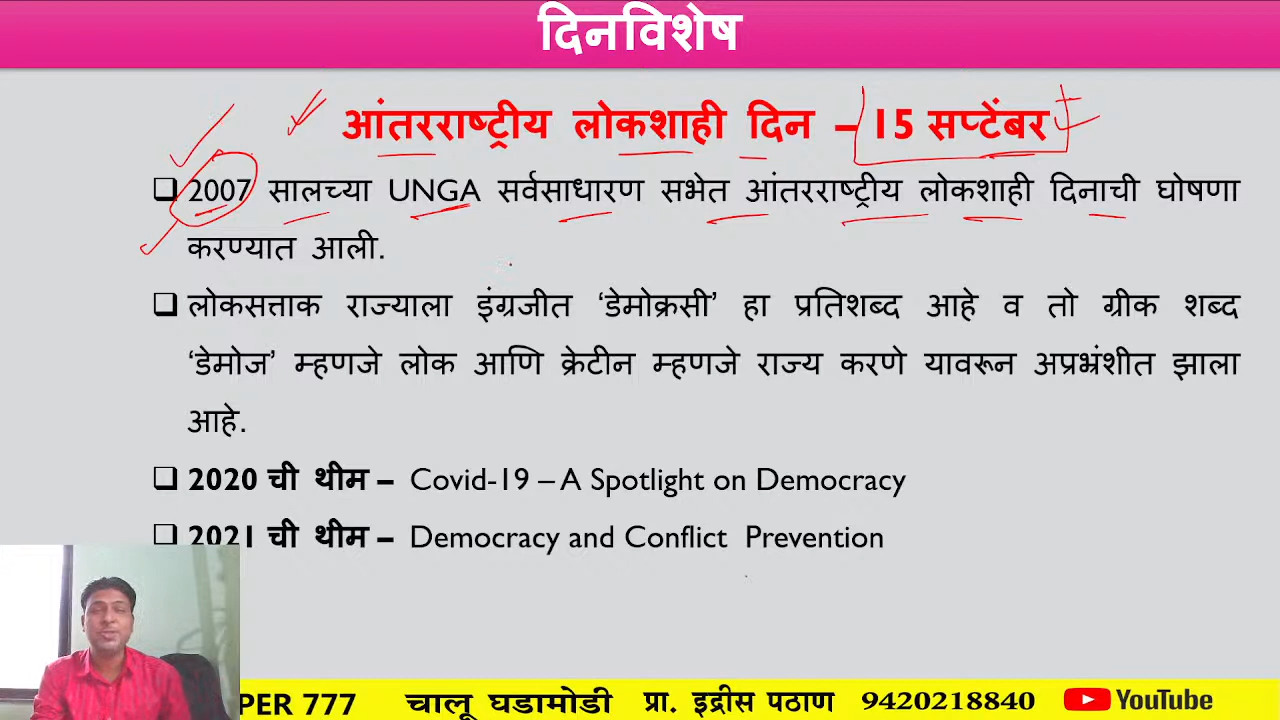 दिनविशेष
आंतरराष्ट्रीय लोकशाही दिन – 15 सप्टेंबर
2007 सालच्या UNGA सर्वसाधारण सभेत आंतरराष्ट्रीय लोकशाही दिनाची घोषणा
करण्यात आली.
लोकसत्ताक राज्याला इंग्रजीत ‘डेमोक्रसी’ हा प्रतिशब्द आहे व तो ग्रीक शब्द
‘डेमोज’ म्हणजे लोक आणि क्रेटीन म्हणजे राज्य करणे यावरून अपभ्रंशीत झाला
आहे.
2020 ची थीम – Covid-19 – A Spotlight on Democracy
2021 ची थीम – Democracy and Conflict Prevention
PER 777 चालू घडामोडी प्रा. इद्रीस पठाण 9420218840 YouTube